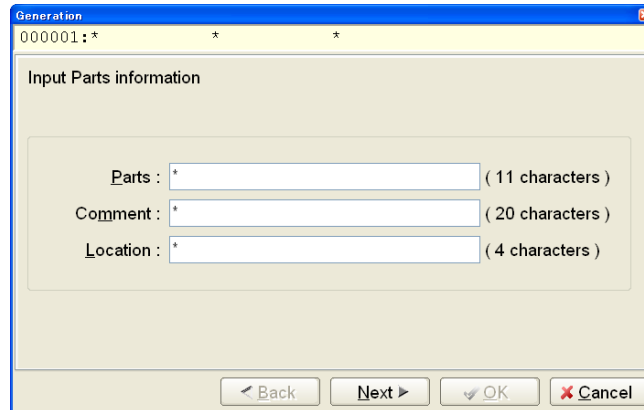 Generation
000001:* * *
Input Parts information
Parts : * ( 11 characters )
Comment : * ( 20 characters )
Location : * ( 4 characters )
Back Next OK Cancel